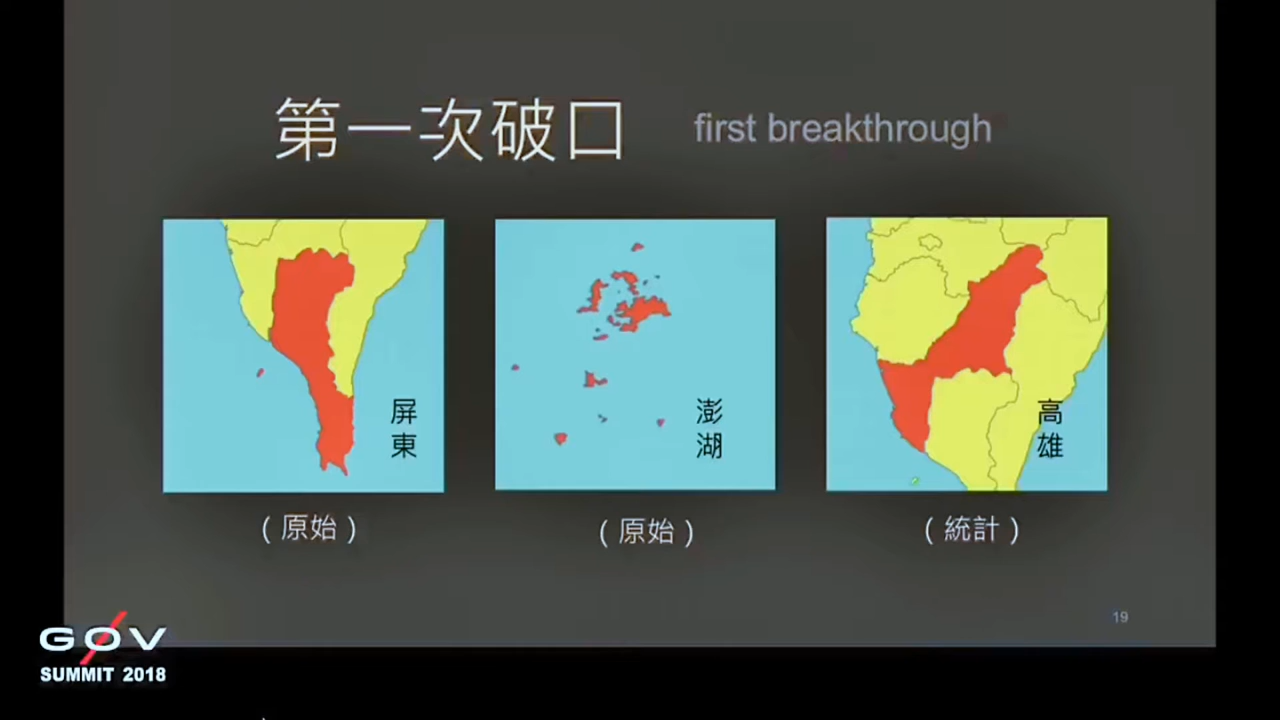 第一次破口 first breakthrough
屏東
澎湖
高雄
(原始)
(原始)
(統計)
19
GOV
SUMMIT 2018